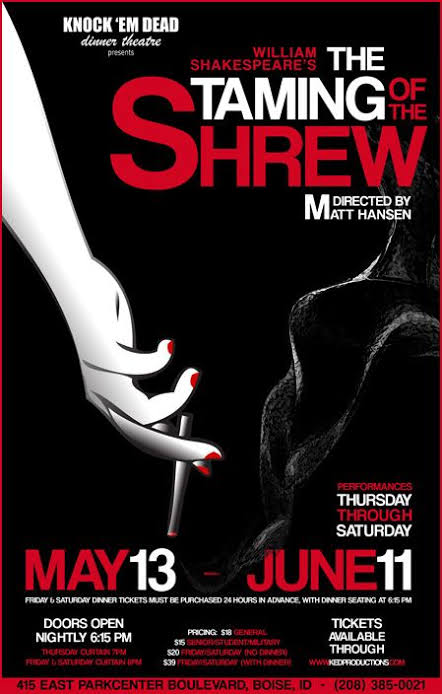 KNOCK 'EM DEAD
dinner theatre
presents
WILLIAM
SHAKESPEARE'S
THE
TAMING
OF
THE
SHREW
DIRECTED BY
MATT HANSEN
PERFORMANCES
THURSDAY
THROUGH
SATURDAY
MAY 13 - JUNE 11
FRIDAY & SATURDAY DINNER TICKETS MUST BE PURCHASED 24 HOURS IN ADVANCE, WITH DINNER SEATING AT 6:15 PM
DOORS OPEN
NIGHTLY 6:15 PM
THURSDAY CURTAIN 7PM
FRIDAY & SATURDAY CURTAIN 8PM
PRICING: $18 GENERAL
$15 SENIOR/STUDENT/MILITARY
$20 FRIDAY/SATURDAY (NO DINNER)
$39 FRIDAY/SATURDAY (WITH DINNER)
TICKETS
AVAILABLE
THROUGH
WWW.KEDPRODUCTIONS.COM
415 EAST PARKCENTER BOULEVARD, BOISE, ID - (208) 385-0021